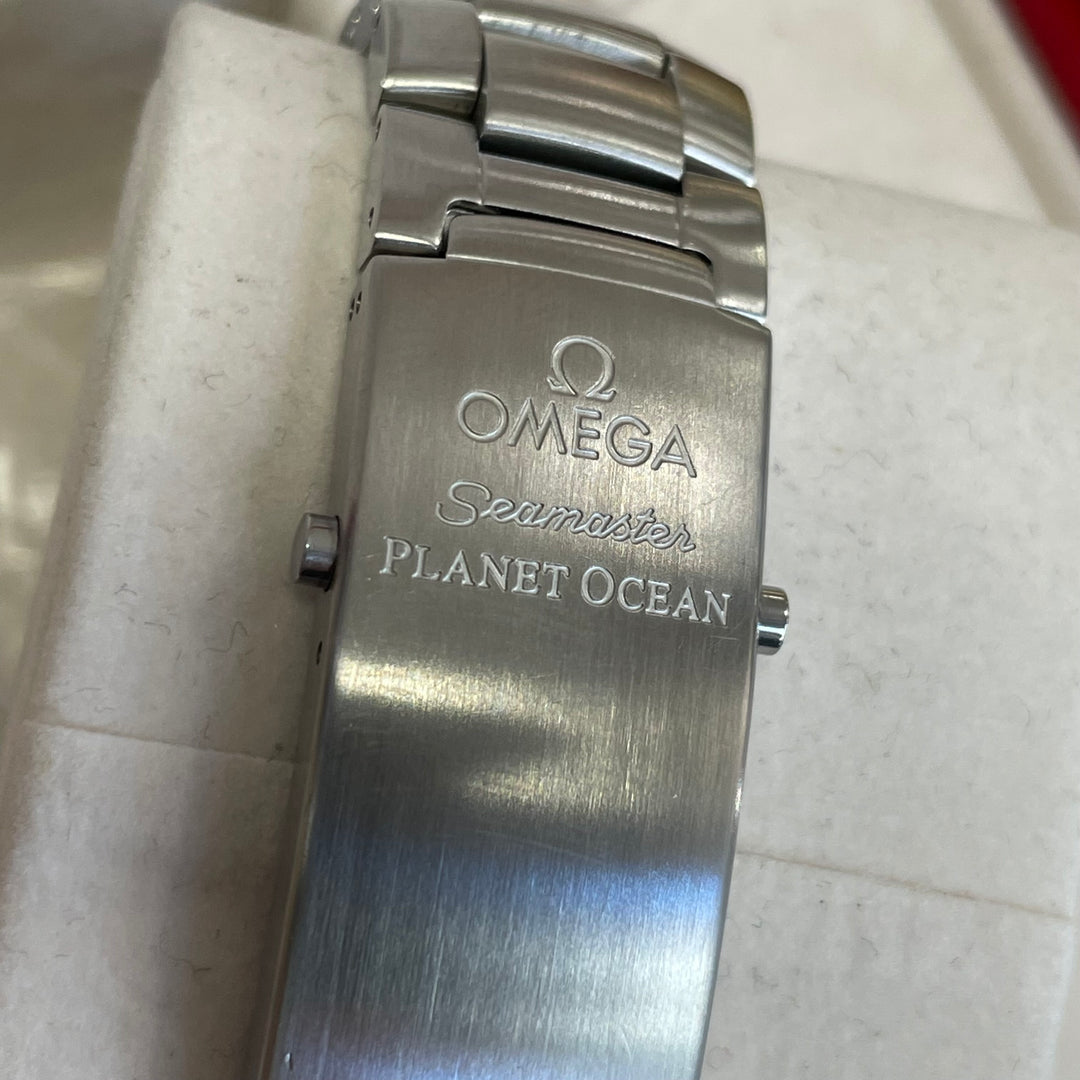 Ω
OMEGA
Seamaster
PLANET OCEAN